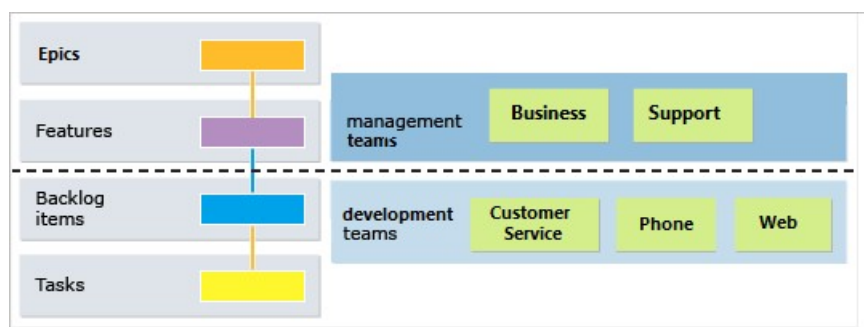 Epics
Features
Backlog
items
Tasks
management
teams
Business
Support
development
teams
Customer
Service
Phone
Web